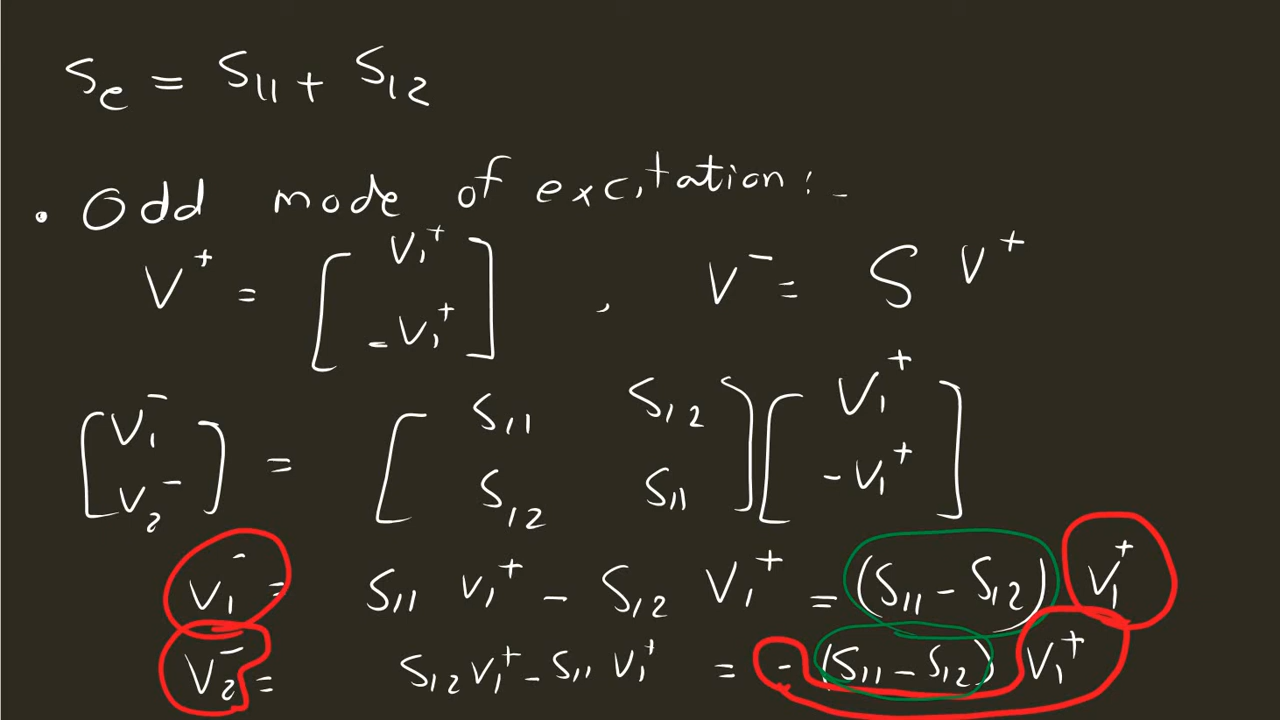 Se = S11 + S12
• Odd mode of excitation:-
V⁺ = [ V1⁺ ; -V1⁺ ] , V⁻ = S V⁺
[ V1⁻ ; V2⁻ ] = [ S11 S12 ; S12 S11 ] [ V1⁺ ; -V1⁺ ]
V1⁻ = S11 V1⁺ - S12 V1⁺ = (S11 - S12) V1⁺
V2⁻ = S12 V1⁺ - S11 V1⁺ = - (S11 - S12) V1⁺